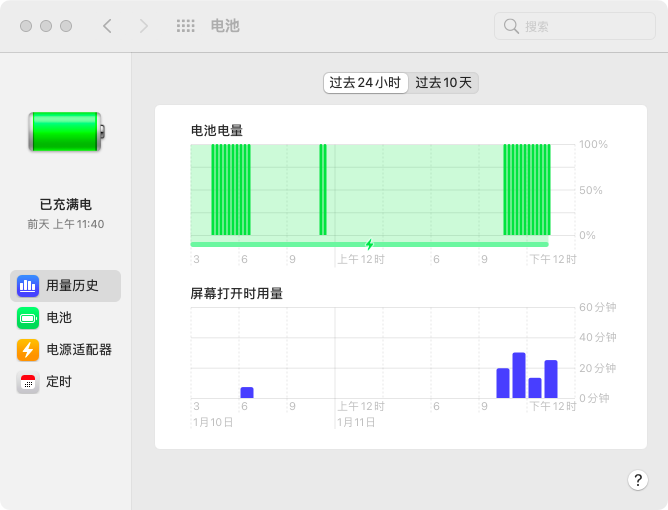 电池
搜索
已充满电
前天 上午11:40
用量历史
电池
电源适配器
定时
过去24小时
过去10天
电池电量
100%
50%
0%
3 6 9 上午12时 3 6 9 下午12时
屏幕打开时用量
60分钟
40分钟
20分钟
0分钟
3 6 9 上午12时 6 9 下午12时
1月10日 1月11日
?